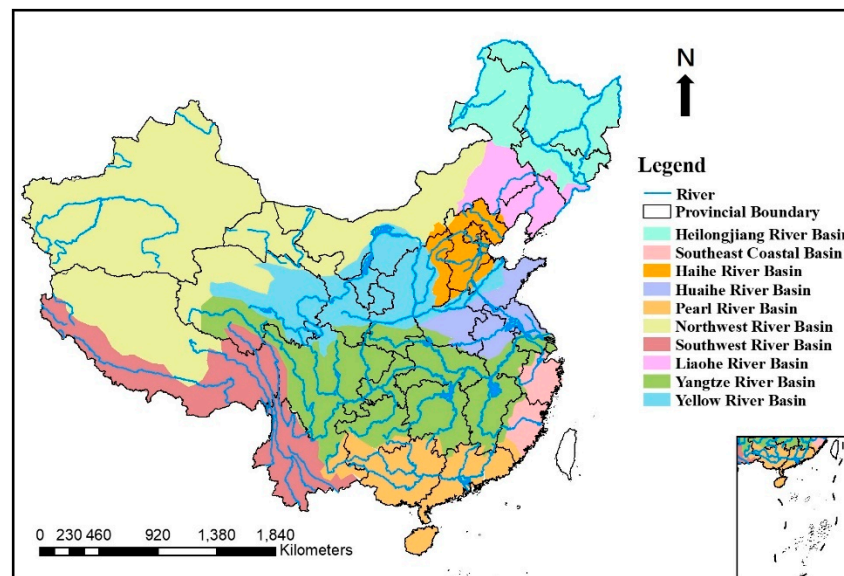 N
Legend
River
Provincial Boundary
Heilongjiang River Basin
Southeast Coastal Basin
Haihe River Basin
Huaihe River Basin
Pearl River Basin
Northwest River Basin
Southwest River Basin
Liaohe River Basin
Yangtze River Basin
Yellow River Basin
0 230 460 920 1,380 1,840
Kilometers